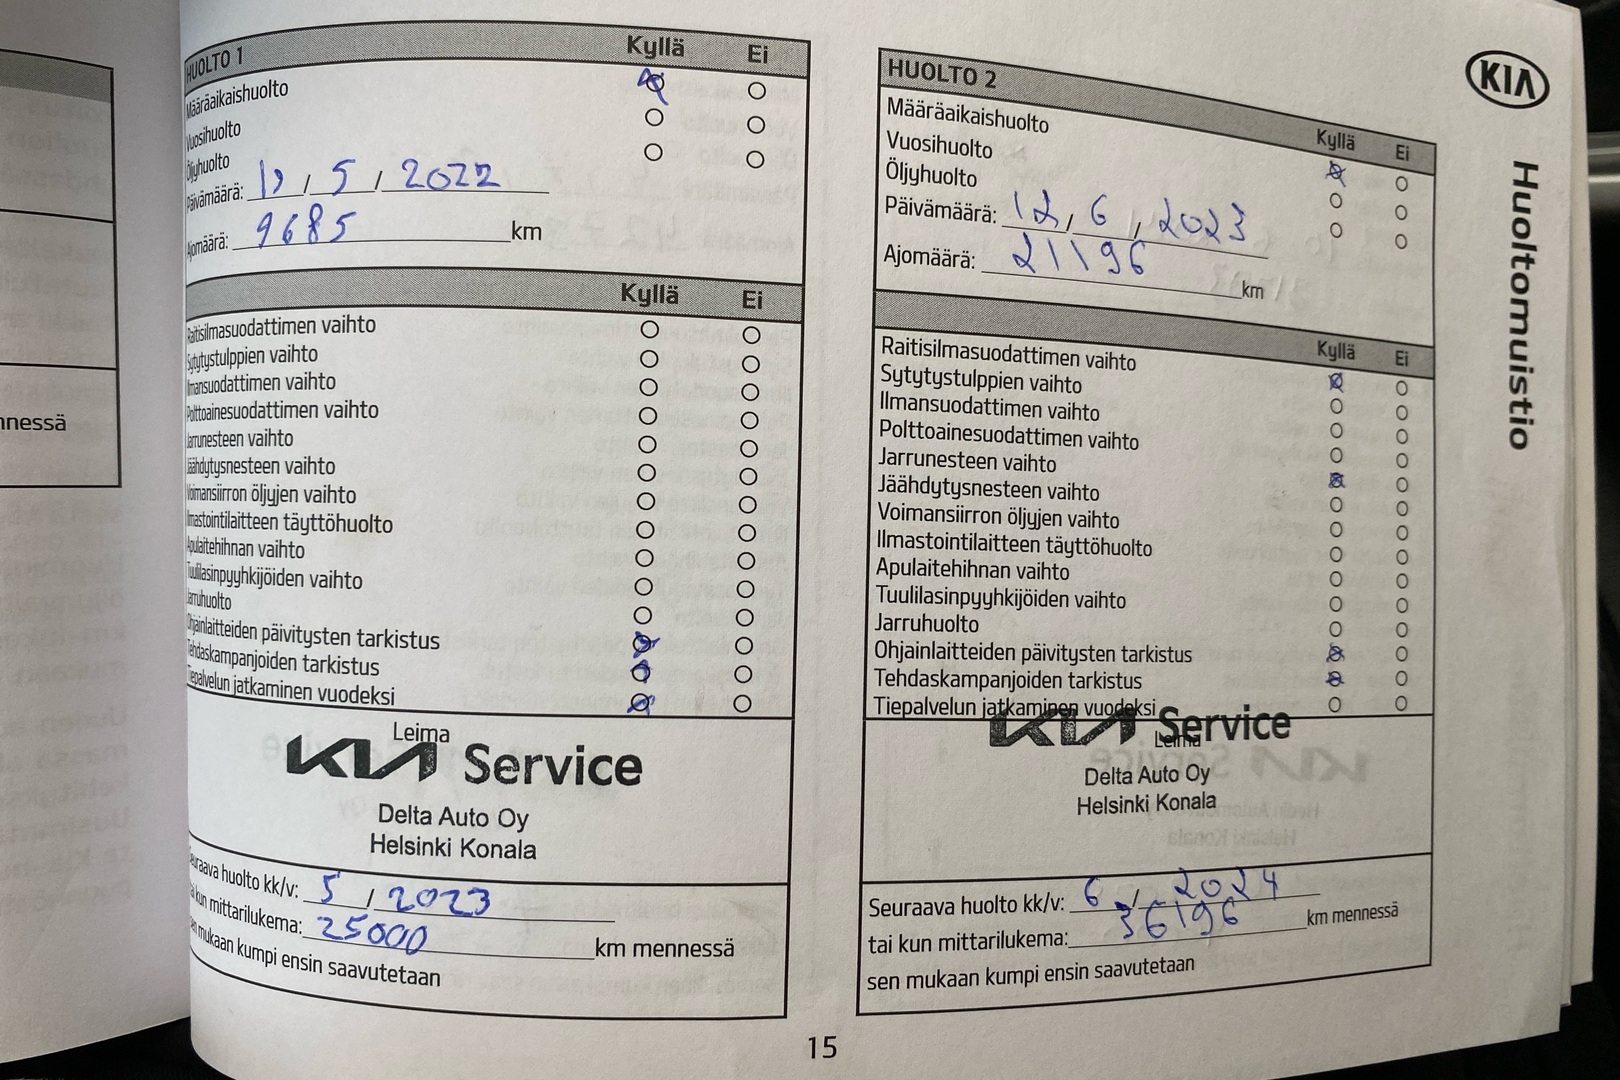 nnessä
HUOLTO 1 Kyllä Ei
Määräaikaishuolto
Vuosihuolto
Öljyhuolto
Päivämäärä: / 5 / 2022
Ajomäärä: 9685 km
Kyllä Ei
Raitisilmasuodattimen vaihto
Sytytystulppien vaihto
Ilmansuodattimen vaihto
Polttoainesuodattimen vaihto
Jarrunesteen vaihto
Jäähdytysnesteen vaihto
Voimansiirron öljyjen vaihto
Ilmastointilaitteen täyttöhuolto
Apulaitehihnan vaihto
Tuulilasinpyyhkijöiden vaihto
Jarruhuolto
Ohjainlaitteiden päivitysten tarkistus
Tehdaskampanjoiden tarkistus
Tiepalvelun jatkaminen vuodeksi
Leima
KIA Service
Delta Auto Oy
Helsinki Konala
Seuraava huolto kk/v: 5 / 2023
tai kun mittarilukema: 25000 km mennessä
sen mukaan kumpi ensin saavutetaan
HUOLTO 2
Kyllä Ei
Määräaikaishuolto
Vuosihuolto
Öljyhuolto
Päivämäärä: 12 / 6 / 2023
Ajomäärä: 21196 km
Kyllä Ei
Raitisilmasuodattimen vaihto
Sytytystulppien vaihto
Ilmansuodattimen vaihto
Polttoainesuodattimen vaihto
Jarrunesteen vaihto
Jäähdytysnesteen vaihto
Voimansiirron öljyjen vaihto
Ilmastointilaitteen täyttöhuolto
Apulaitehihnan vaihto
Tuulilasinpyyhkijöiden vaihto
Jarruhuolto
Ohjainlaitteiden päivitysten tarkistus
Tehdaskampanjoiden tarkistus
Tiepalvelun jatkaminen vuodeksi
KIA Service
Leima
Delta Auto Oy
Helsinki Konala
Seuraava huolto kk/v: 6 / 2024
tai kun mittarilukema: 36196 km mennessä
sen mukaan kumpi ensin saavutetaan
KIA
Huoltomuistio
15